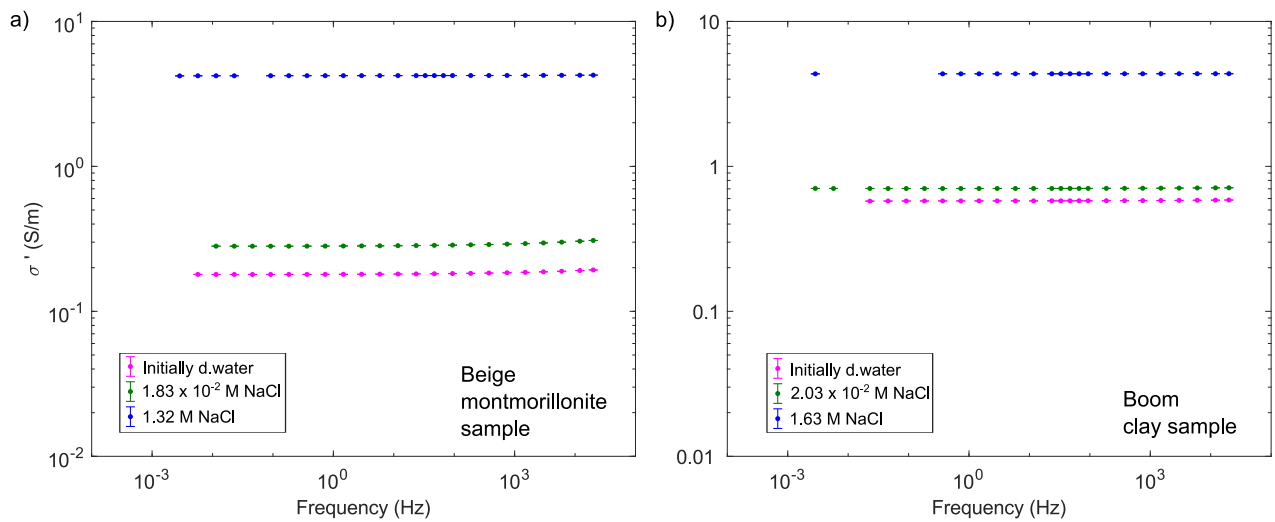 a)
10^1
10^0
10^-1
10^-2
σ ' (S/m)
10^-3
10^0
10^3
Frequency (Hz)
Initially d.water
1.83 x 10^-2 M NaCl
1.32 M NaCl
Beige
montmorillonite
sample
b)
10
1
0.1
0.01
10^-3
10^0
10^3
Frequency (Hz)
Initially d.water
2.03 x 10^-2 M NaCl
1.63 M NaCl
Boom
clay sample